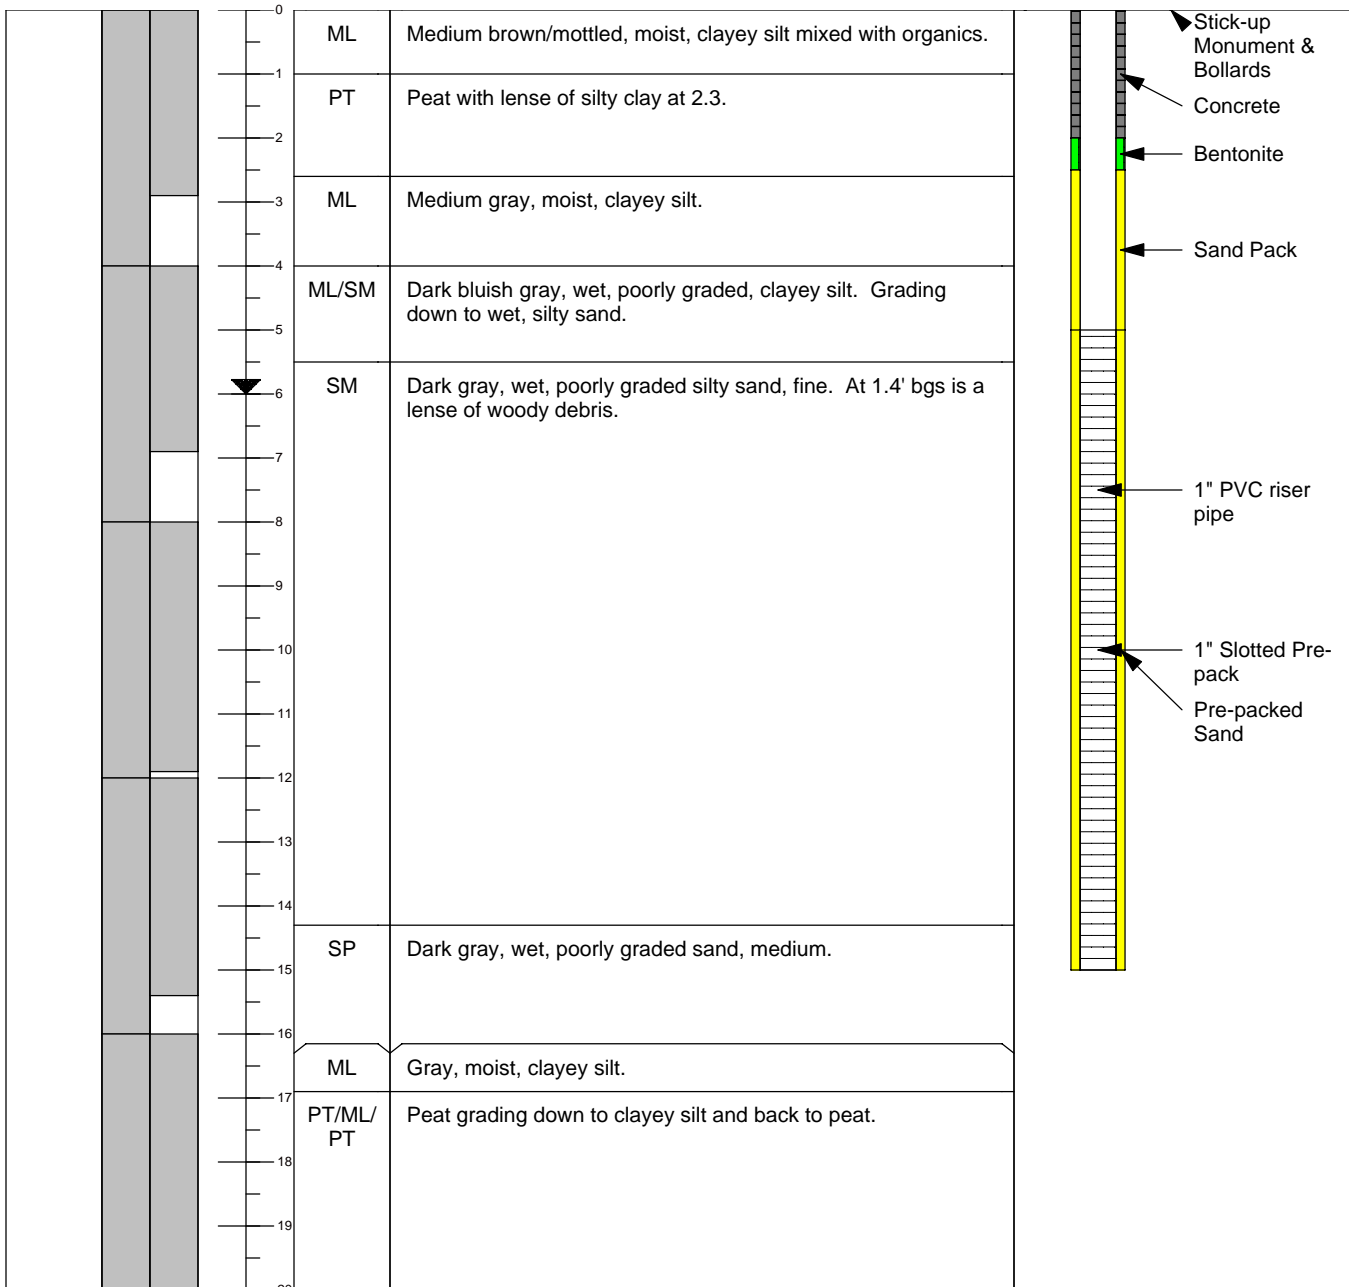 0
ML
Medium brown/mottled, moist, clayey silt mixed with organics.
Stick-up
Monument &
Bollards
1
PT
Peat with lense of silty clay at 2.3.
Concrete
2
Bentonite
3
ML
Medium gray, moist, clayey silt.
Sand Pack
4
ML/SM
Dark bluish gray, wet, poorly graded, clayey silt.  Grading
down to wet, silty sand.
5
6
SM
Dark gray, wet, poorly graded silty sand, fine.  At 1.4' bgs is a
lense of woody debris.
7
1" PVC riser
pipe
8
9
10
1" Slotted Pre-
pack
Pre-packed
Sand
11
12
13
14
SP
Dark gray, wet, poorly graded sand, medium.
15
16
ML
Gray, moist, clayey silt.
17
PT/ML/
PT
Peat grading down to clayey silt and back to peat.
18
19
20